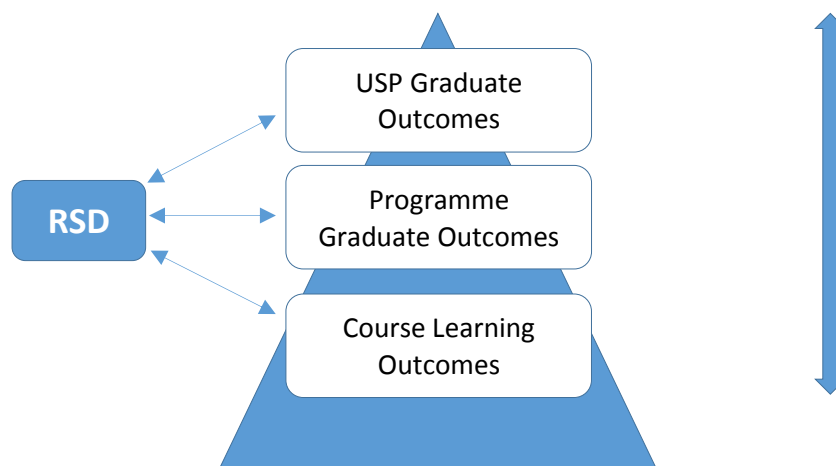 USP Graduate
Outcomes
RSD
Programme
Graduate Outcomes
Course Learning
Outcomes